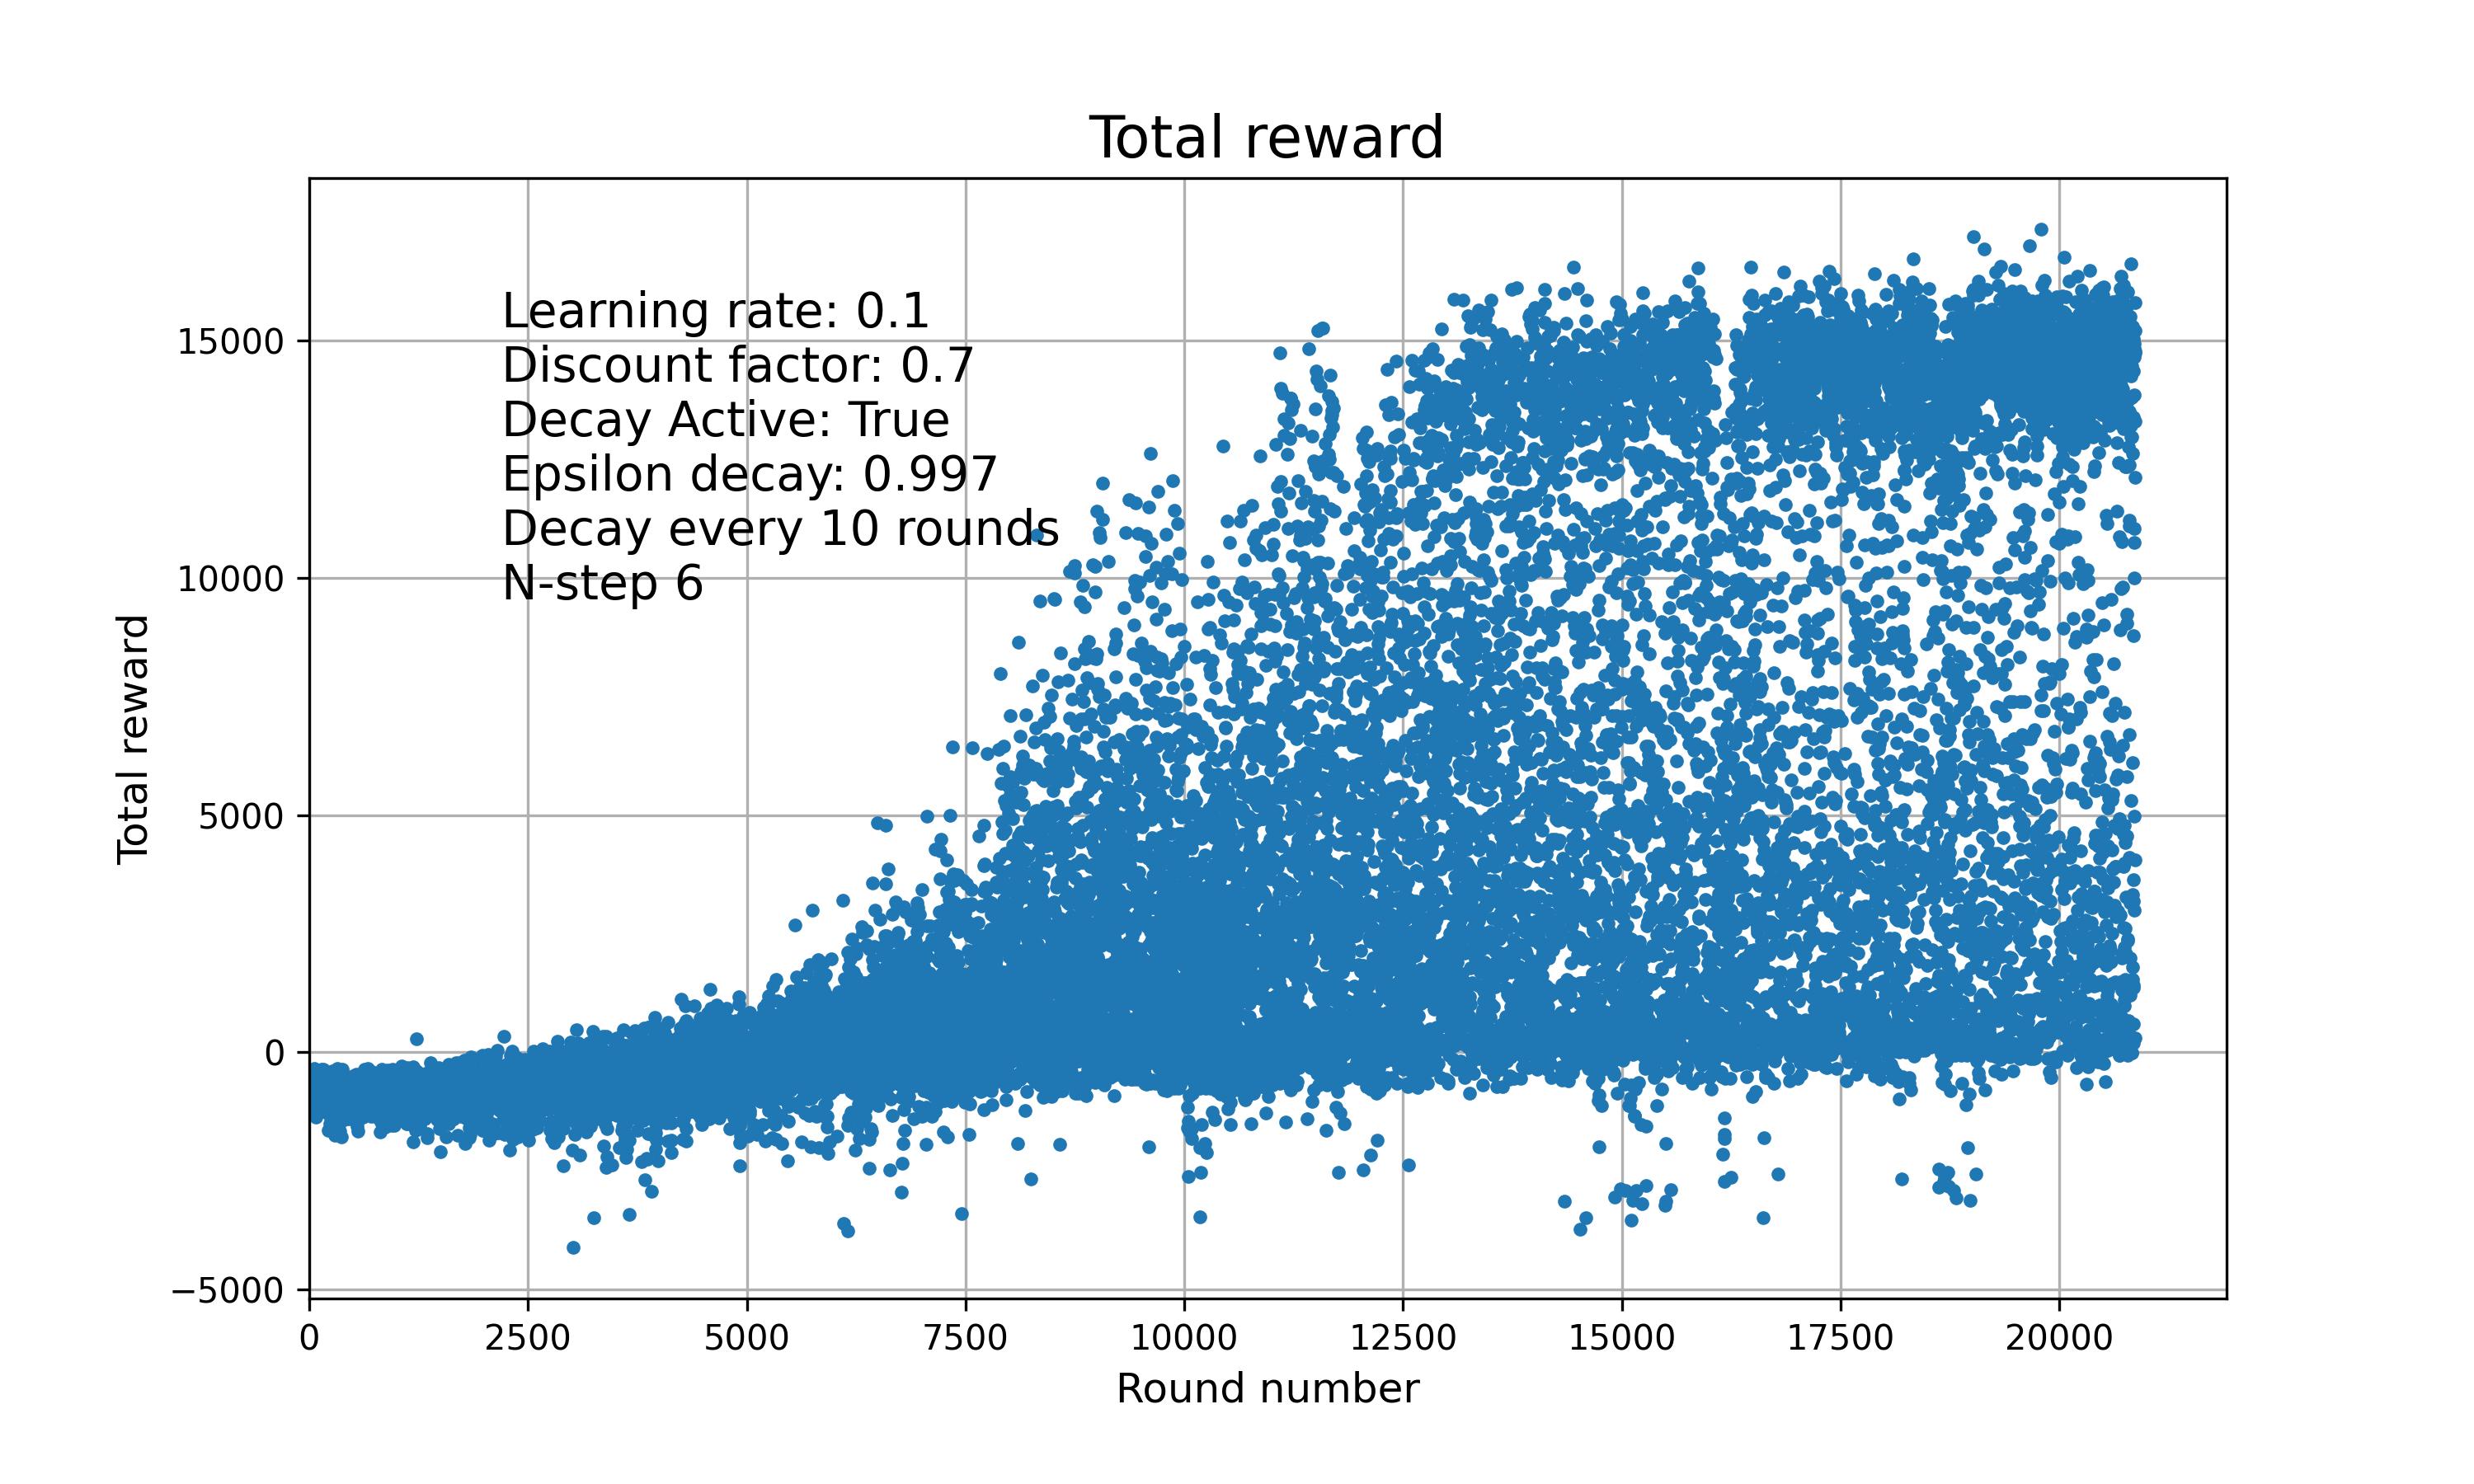 Total reward
Learning rate: 0.1
Discount factor: 0.7
Decay Active: True
Epsilon decay: 0.997
Decay every 10 rounds
N-step 6
Total reward
15000
10000
5000
0
−5000
0 2500 5000 7500 10000 12500 15000 17500 20000
Round number